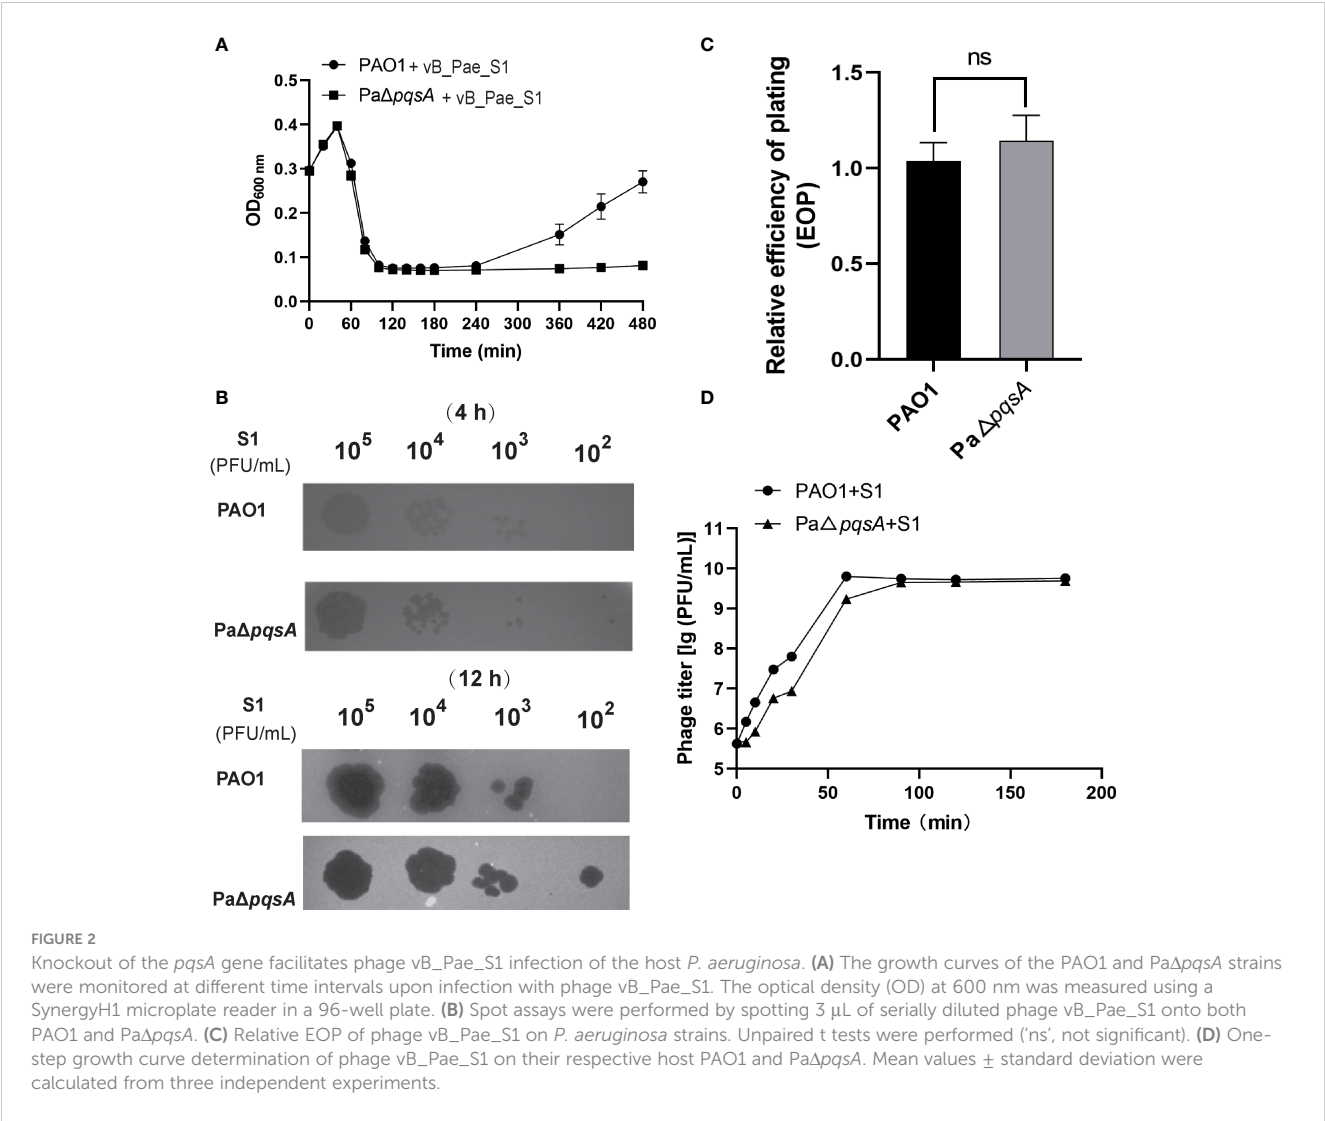 A
PAO1 + vB_Pae_S1
PaΔpqsA + vB_Pae_S1
0.5
0.4
0.3
0.2
0.1
0.0
OD600 nm
0 60 120 180 240 300 360 420 480
Time (min)
C
ns
1.5
1.0
0.5
0.0
Relative efficiency of plating
(EOP)
PAO1
Pa△pqsA
B
（4 h）
S1
(PFU/mL)
10^5 10^4 10^3 10^2
PAO1
PaΔpqsA
（12 h）
S1
(PFU/mL)
10^5 10^4 10^3 10^2
PAO1
PaΔpqsA
D
PAO1+S1
Pa△pqsA+S1
11
10
9
8
7
6
5
Phage titer [lg (PFU/mL)]
0 50 100 150 200
Time（min）
FIGURE 2
Knockout of the pqsA gene facilitates phage vB_Pae_S1 infection of the host P. aeruginosa. (A) The growth curves of the PAO1 and PaΔpqsA strains
were monitored at different time intervals upon infection with phage vB_Pae_S1. The optical density (OD) at 600 nm was measured using a
SynergyH1 microplate reader in a 96-well plate. (B) Spot assays were performed by spotting 3 μL of serially diluted phage vB_Pae_S1 onto both
PAO1 and PaΔpqsA. (C) Relative EOP of phage vB_Pae_S1 on P. aeruginosa strains. Unpaired t tests were performed (‘ns’, not significant). (D) One-
step growth curve determination of phage vB_Pae_S1 on their respective host PAO1 and PaΔpqsA. Mean values ± standard deviation were
calculated from three independent experiments.